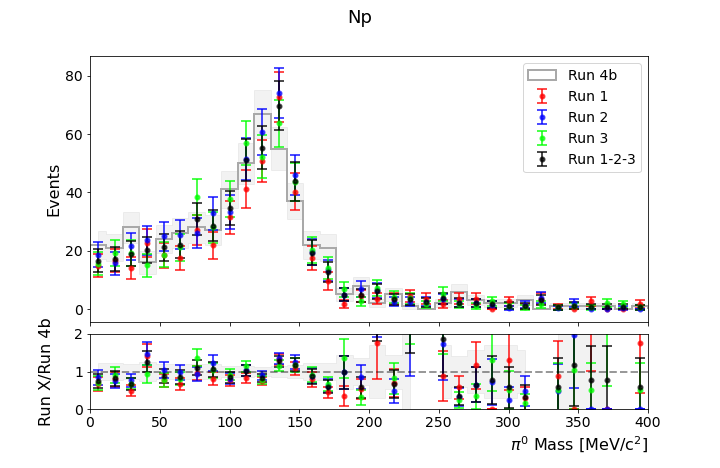 Np
80
60
40
20
0
Events
Run 4b
Run 1
Run 2
Run 3
Run 1-2-3
2
1
0
Run X/Run 4b
0 50 100 150 200 250 300 350 400
π⁰ Mass [MeV/c²]